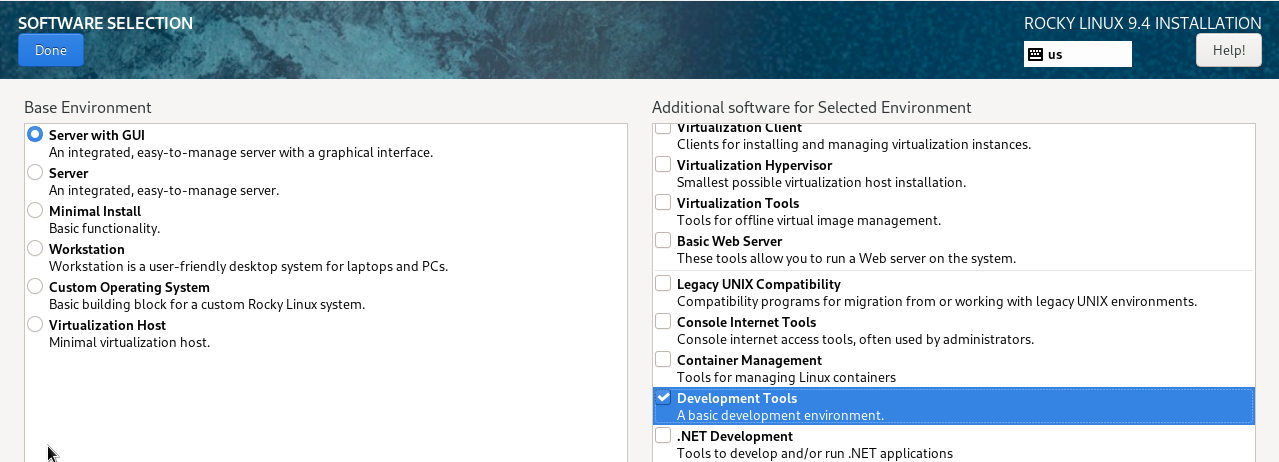 SOFTWARE SELECTION
ROCKY LINUX 9.4 INSTALLATION
Done
us
Help!
Base Environment
Server with GUI
An integrated, easy-to-manage server with a graphical interface.
Server
An integrated, easy-to-manage server.
Minimal Install
Basic functionality.
Workstation
Workstation is a user-friendly desktop system for laptops and PCs.
Custom Operating System
Basic building block for a custom Rocky Linux system.
Virtualization Host
Minimal virtualization host.
Additional software for Selected Environment
Virtualization Client
Clients for installing and managing virtualization instances.
Virtualization Hypervisor
Smallest possible virtualization host installation.
Virtualization Tools
Tools for offline virtual image management.
Basic Web Server
These tools allow you to run a Web server on the system.
Legacy UNIX Compatibility
Compatibility programs for migration from or working with legacy UNIX environments.
Console Internet Tools
Console internet access tools, often used by administrators.
Container Management
Tools for managing Linux containers
Development Tools
A basic development environment.
.NET Development
Tools to develop and/or run .NET applications